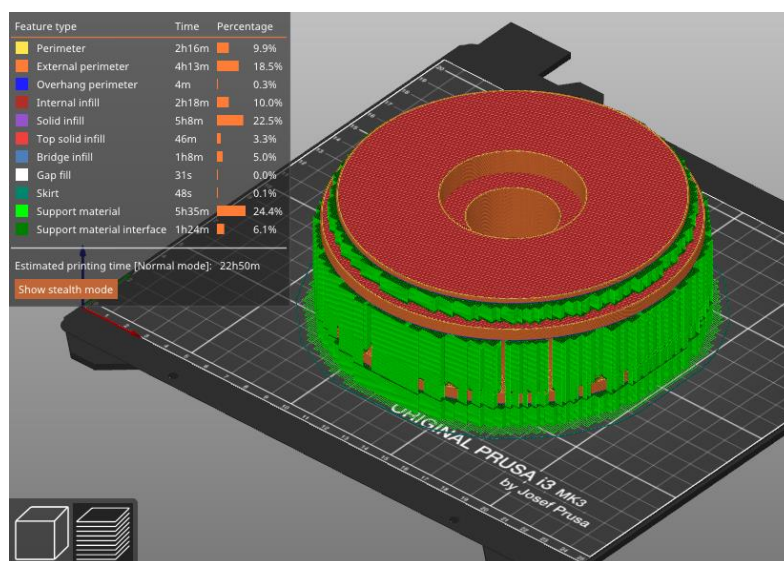 Feature type Time Percentage
Perimeter 2h16m 9.9%
External perimeter 4h13m 18.5%
Overhang perimeter 4m 0.3%
Internal infill 2h18m 10.0%
Solid infill 5h8m 22.5%
Top solid infill 46m 3.3%
Bridge infill 1h8m 5.0%
Gap fill 31s 0.0%
Skirt 48s 0.1%
Support material 5h35m 24.4%
Support material interface 1h24m 6.1%
Estimated printing time [Normal mode]: 22h50m
Show stealth mode
ORIGINAL PRUSA i3 MK3
by Josef Prusa